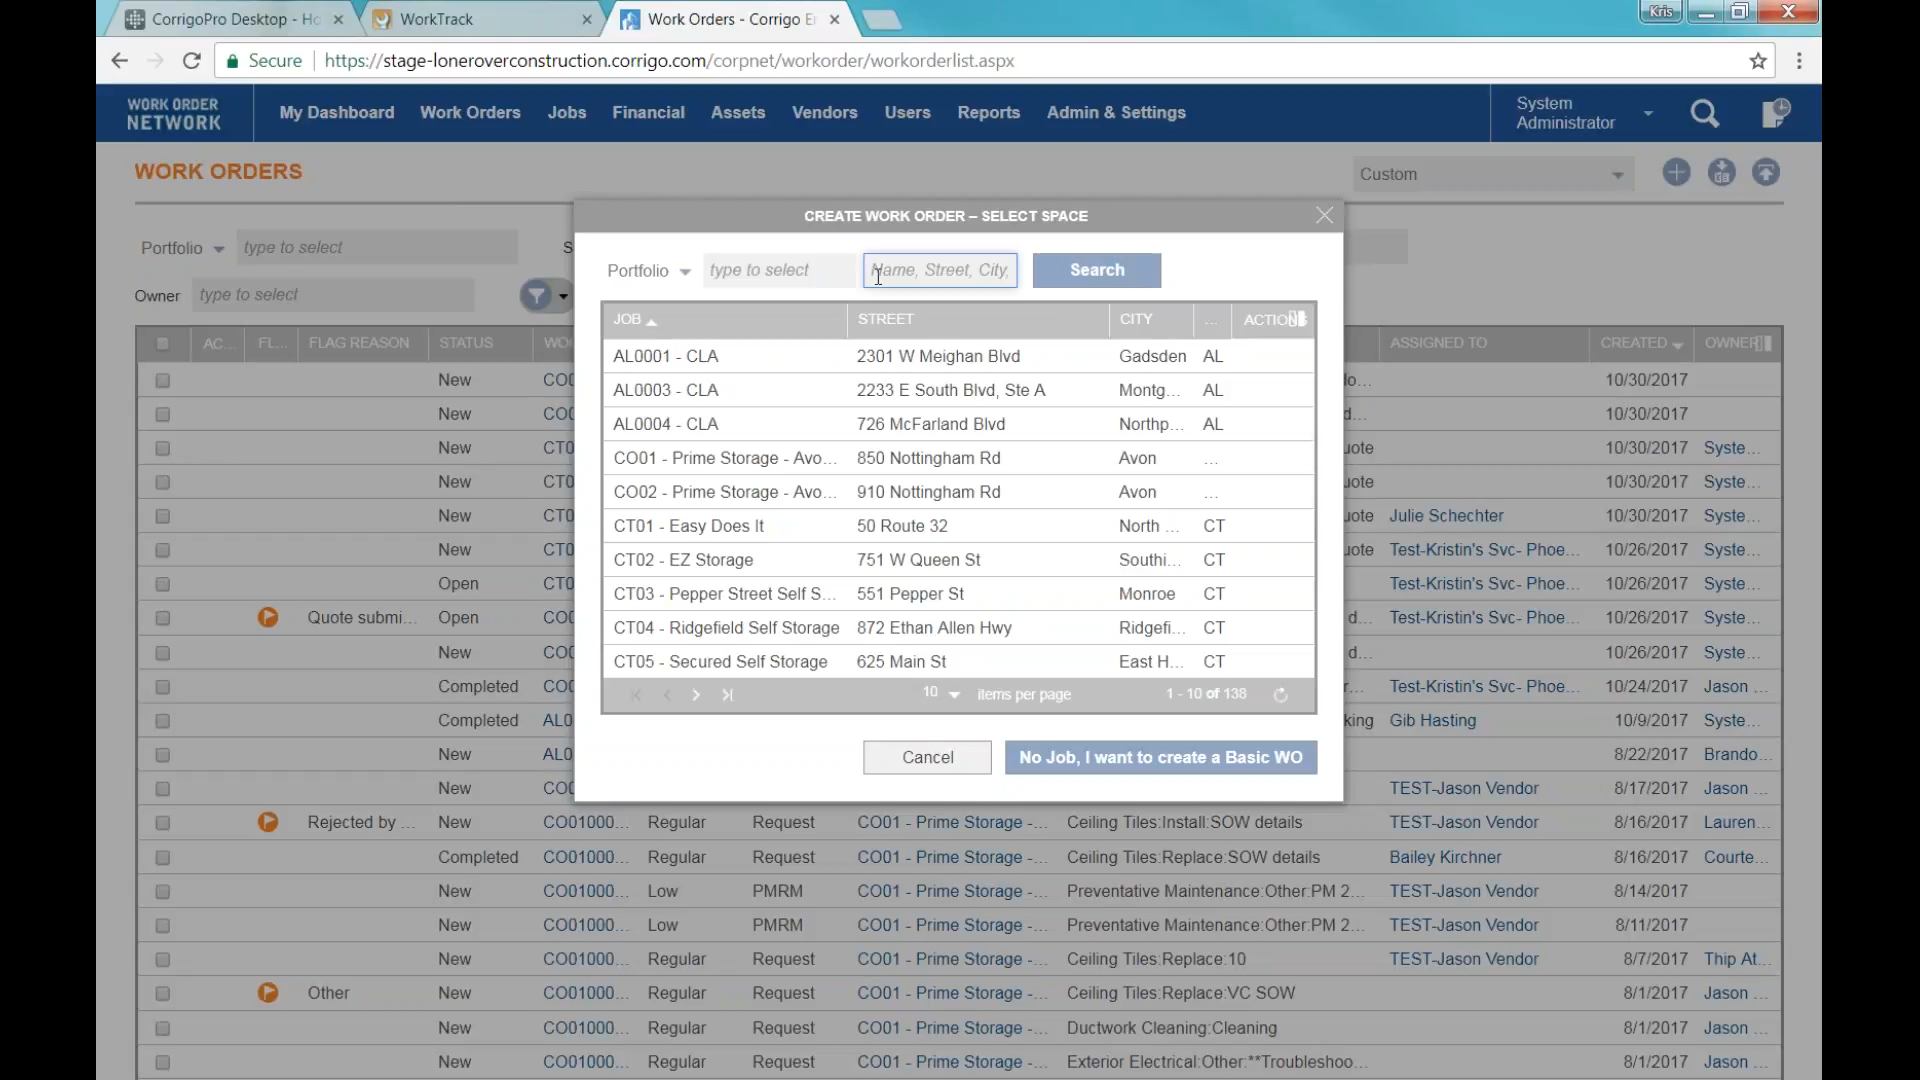 CorrigoPro Desktop - Ho
WorkTrack
Work Orders - Corrigo E
Kris
Secure
https://stage-loneroverconstruction.corrigo.com/corpnet/workorder/workorderlist.aspx
WORK ORDER NETWORK
My Dashboard Work Orders Jobs Financial Assets Vendors Users Reports Admin & Settings
System Administrator
WORK ORDERS
Custom
Portfolio type to select S
Owner type to select
AC... FL... FLAG REASON STATUS WO ASSIGNED TO CREATED OWNER
CREATE WORK ORDER – SELECT SPACE
Portfolio type to select Name, Street, City, Search
JOB STREET CITY ... ACTIONS
AL0001 - CLA 2301 W Meighan Blvd Gadsden AL
AL0003 - CLA 2233 E South Blvd, Ste A Montg... AL
AL0004 - CLA 726 McFarland Blvd Northp... AL
CO01 - Prime Storage - Avo... 850 Nottingham Rd Avon ...
CO02 - Prime Storage - Avo... 910 Nottingham Rd Avon ...
CT01 - Easy Does It 50 Route 32 North ... CT
CT02 - EZ Storage 751 W Queen St Southi... CT
CT03 - Pepper Street Self S... 551 Pepper St Monroe CT
CT04 - Ridgefield Self Storage 872 Ethan Allen Hwy Ridgefi... CT
CT05 - Secured Self Storage 625 Main St East H... CT
10 items per page 1 - 10 of 138
Cancel No Job, I want to create a Basic WO
New CO0 do... 10/30/2017
New CO0 d... 10/30/2017
New CT0 uote 10/30/2017 Syste...
New CT0 uote 10/30/2017 Syste...
New CT0 uote Julie Schechter 10/30/2017 Syste...
New CT0 uote Test-Kristin's Svc- Phoe... 10/26/2017 Syste...
Open CT0 Test-Kristin's Svc- Phoe... 10/26/2017 Syste...
Quote submi... Open CO0 d... Test-Kristin's Svc- Phoe... 10/26/2017 Syste...
New CO0 d... 10/26/2017 Syste...
Completed CO0 r... Test-Kristin's Svc- Phoe... 10/24/2017 Jason ...
Completed AL0 king Gib Hasting 10/9/2017 Syste...
New AL0 8/22/2017 Brando...
New CO0 TEST-Jason Vendor 8/17/2017 Jason ...
Rejected by ... New CO01000... Regular Request CO01 - Prime Storage -... Ceiling Tiles:Install:SOW details TEST-Jason Vendor 8/16/2017 Lauren...
Completed CO01000... Regular Request CO01 - Prime Storage -... Ceiling Tiles:Replace:SOW details Bailey Kirchner 8/16/2017 Courte...
New CO01000... Low PMRM CO01 - Prime Storage -... Preventative Maintenance:Other:PM 2... TEST-Jason Vendor 8/14/2017
New CO01000... Low PMRM CO01 - Prime Storage -... Preventative Maintenance:Other:PM 2... TEST-Jason Vendor 8/11/2017
New CO01000... Regular Request CO01 - Prime Storage -... Ceiling Tiles:Replace:10 TEST-Jason Vendor 8/7/2017 Thip At...
Other New CO01000... Regular Request CO01 - Prime Storage -... Ceiling Tiles:Replace:VC SOW 8/1/2017 Jason ...
New CO01000... Regular Request CO01 - Prime Storage -... Ductwork Cleaning:Cleaning 8/1/2017 Jason ...
New CO01000... Regular Request CO01 - Prime Storage -... Exterior Electrical:Other:**Troubleshoo... 8/1/2017 Jason ...